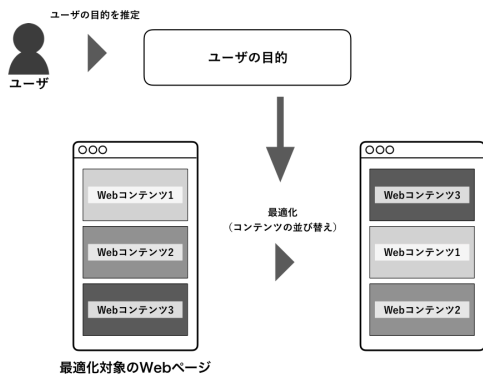 ユーザの目的を推定
ユーザ
ユーザの目的
Webコンテンツ1
Webコンテンツ2
Webコンテンツ3
最適化対象のWebページ
最適化
（コンテンツの並び替え）
Webコンテンツ3
Webコンテンツ1
Webコンテンツ2